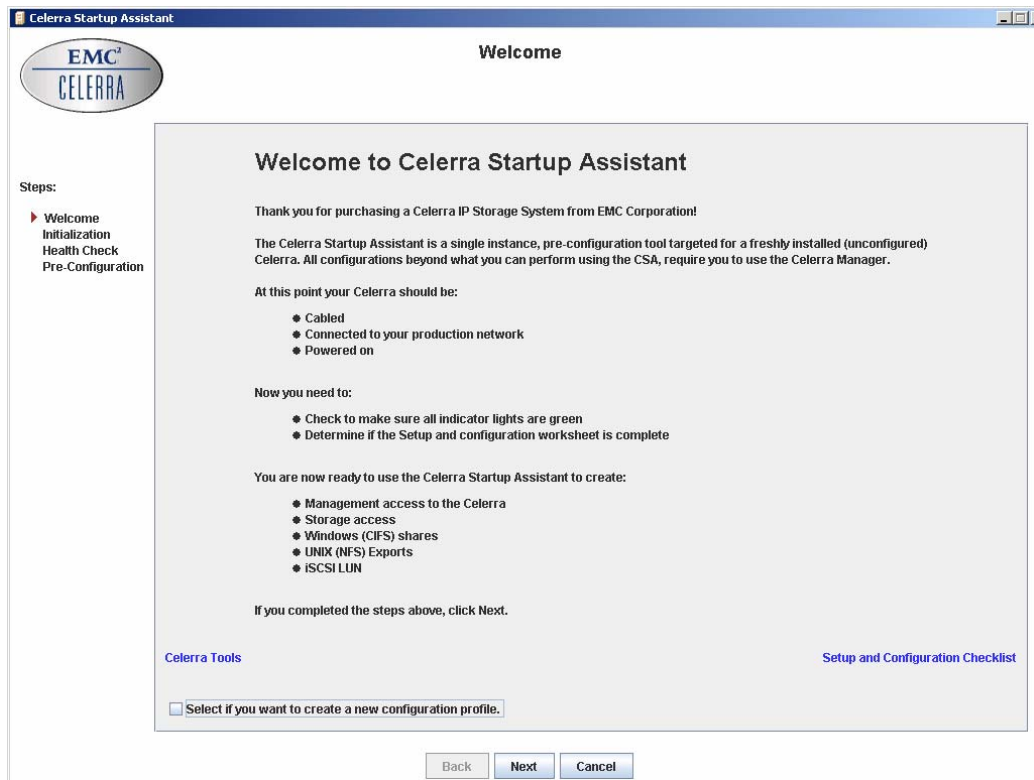 Celerra Startup Assistant
EMC²
CELERRA
Welcome
Steps:
Welcome
Initialization
Health Check
Pre-Configuration
Welcome to Celerra Startup Assistant
Thank you for purchasing a Celerra IP Storage System from EMC Corporation!
The Celerra Startup Assistant is a single instance, pre-configuration tool targeted for a freshly installed (unconfigured)
Celerra. All configurations beyond what you can perform using the CSA, require you to use the Celerra Manager.
At this point your Celerra should be:
Cabled
Connected to your production network
Powered on
Now you need to:
Check to make sure all indicator lights are green
Determine if the Setup and configuration worksheet is complete
You are now ready to use the Celerra Startup Assistant to create:
Management access to the Celerra
Storage access
Windows (CIFS) shares
UNIX (NFS) Exports
iSCSI LUN
If you completed the steps above, click Next.
Celerra Tools
Setup and Configuration Checklist
Select if you want to create a new configuration profile.
Back
Next
Cancel